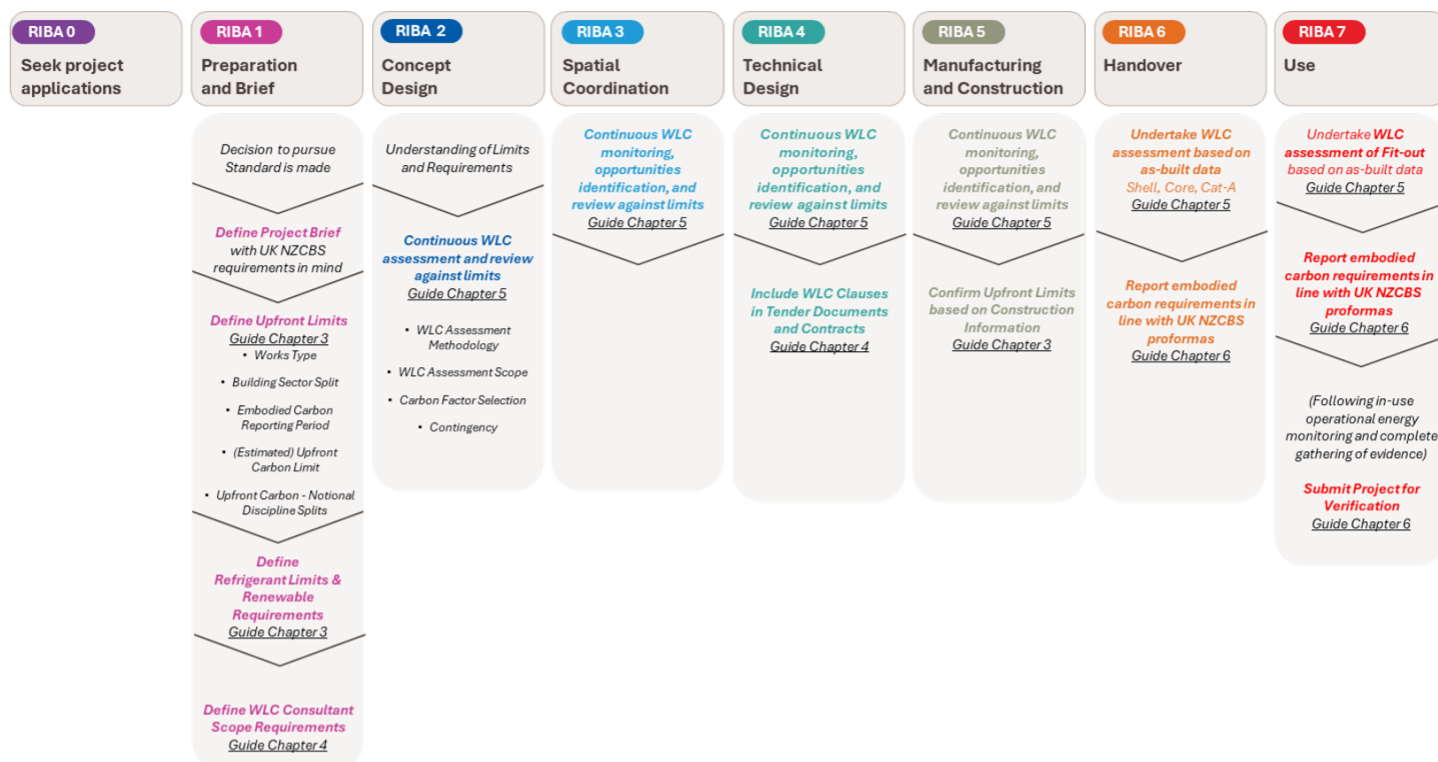 RIBA 0
Seek project
applications
RIBA 1
Preparation
and Brief
Decision to pursue
Standard is made
Define Project Brief
with UK NZCBS
requirements in mind
Define Upfront Limits
Guide Chapter 3
• Works Type
• Building Sector Split
• Embodied Carbon
Reporting Period
• (Estimated) Upfront
Carbon Limit
• Upfront Carbon - Notional
Discipline Splits
Define
Refrigerant Limits &
Renewable
Requirements
Guide Chapter 3
Define WLC Consultant
Scope Requirements
Guide Chapter 4
RIBA 2
Concept
Design
Understanding of Limits
and Requirements
Continuous WLC
assessment and review
against limits
Guide Chapter 5
• WLC Assessment
Methodology
• WLC Assessment Scope
• Carbon Factor Selection
• Contingency
RIBA 3
Spatial
Coordination
Continuous WLC
monitoring,
opportunities
identification, and
review against limits
Guide Chapter 5
RIBA 4
Technical
Design
Continuous WLC
monitoring,
opportunities
identification, and
review against limits
Guide Chapter 5
Include WLC Clauses
in Tender Documents
and Contracts
Guide Chapter 4
RIBA 5
Manufacturing
and Construction
Continuous WLC
monitoring,
opportunities
identification, and
review against limits
Guide Chapter 5
Confirm Upfront Limits
based on Construction
Information
Guide Chapter 3
RIBA 6
Handover
Undertake WLC
assessment based on
as-built data
Shell, Core, Cat-A
Guide Chapter 5
Report embodied
carbon requirements in
line with UK NZCBS
proformas
Guide Chapter 6
RIBA 7
Use
Undertake WLC
assessment of Fit-out
based on as-built data
Guide Chapter 5
Report embodied
carbon requirements in
line with UK NZCBS
proformas
Guide Chapter 6
(Following in-use
operational energy
monitoring and complete
gathering of evidence)
Submit Project for
Verification
Guide Chapter 6